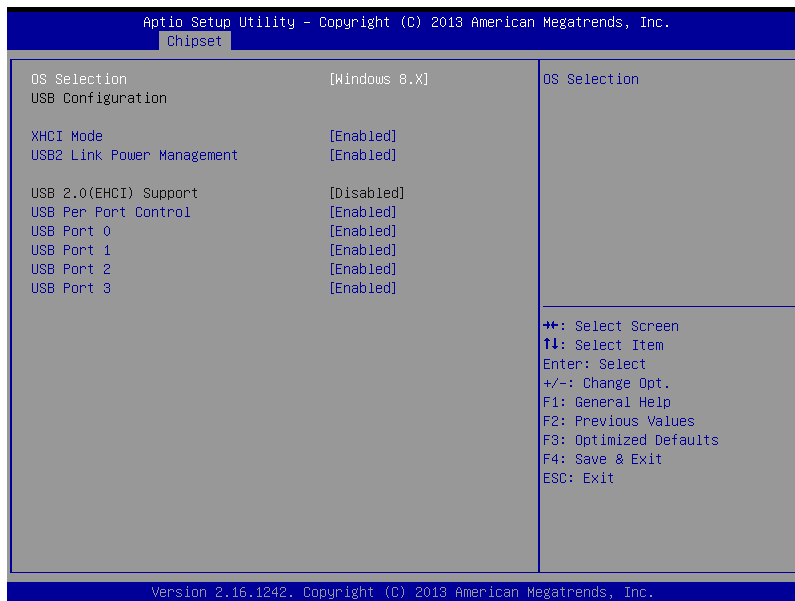 Aptio Setup Utility – Copyright (C) 2013 American Megatrends, Inc.
Chipset
OS Selection [Windows 8.X]
USB Configuration
XHCI Mode [Enabled]
USB2 Link Power Management [Enabled]
USB 2.0(EHCI) Support [Disabled]
USB Per Port Control [Enabled]
USB Port 0 [Enabled]
USB Port 1 [Enabled]
USB Port 2 [Enabled]
USB Port 3 [Enabled]
OS Selection
→←: Select Screen
↑↓: Select Item
Enter: Select
+/-: Change Opt.
F1: General Help
F2: Previous Values
F3: Optimized Defaults
F4: Save & Exit
ESC: Exit
Version 2.16.1242. Copyright (C) 2013 American Megatrends, Inc.